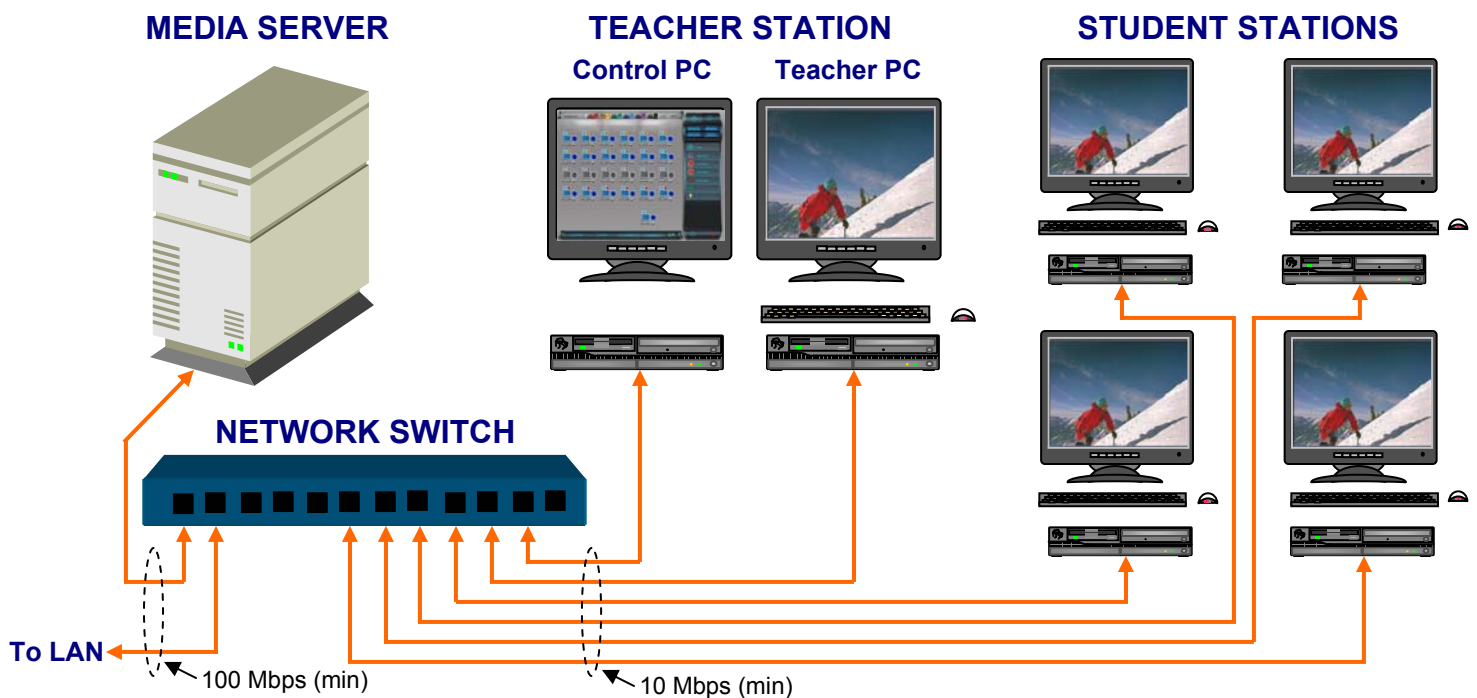 MEDIA SERVER
TEACHER STATION
STUDENT STATIONS
Control PC
Teacher PC
NETWORK SWITCH
To LAN
100 Mbps (min)
10 Mbps (min)